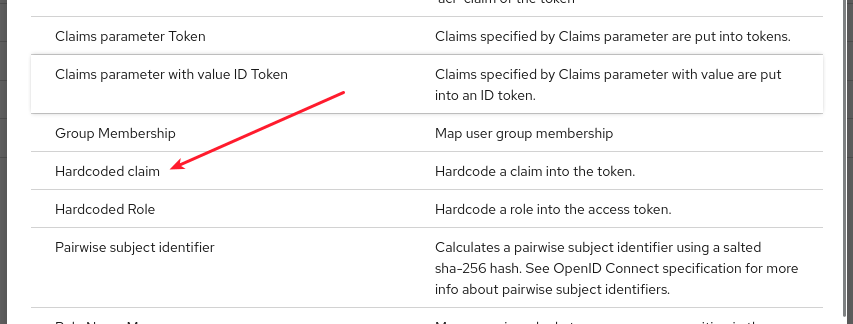 claim of the token
Claims parameter Token
Claims specified by Claims parameter are put into tokens.
Claims parameter with value ID Token
Claims specified by Claims parameter with value are put
into an ID token.
Group Membership
Map user group membership
Hardcoded claim
Hardcode a claim into the token.
Hardcoded Role
Hardcode a role into the access token.
Pairwise subject identifier
Calculates a pairwise subject identifier using a salted
sha-256 hash. See OpenID Connect specification for more
info about pairwise subject identifiers.